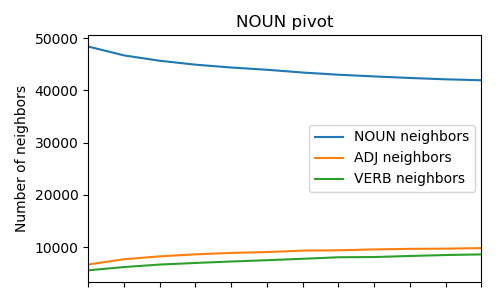 NOUN pivot
50000
40000
30000
20000
10000
Number of neighbors
NOUN neighbors
ADJ neighbors
VERB neighbors